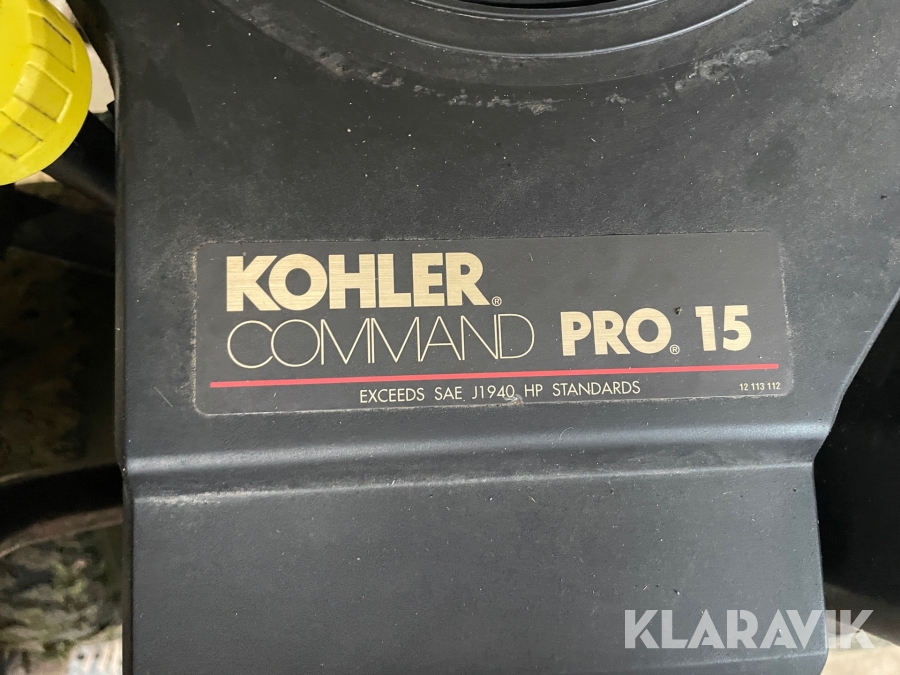 KOHLER®
COMMAND PRO® 15
EXCEEDS SAE J1940 HP STANDARDS
12 113 112
KLARAVIK